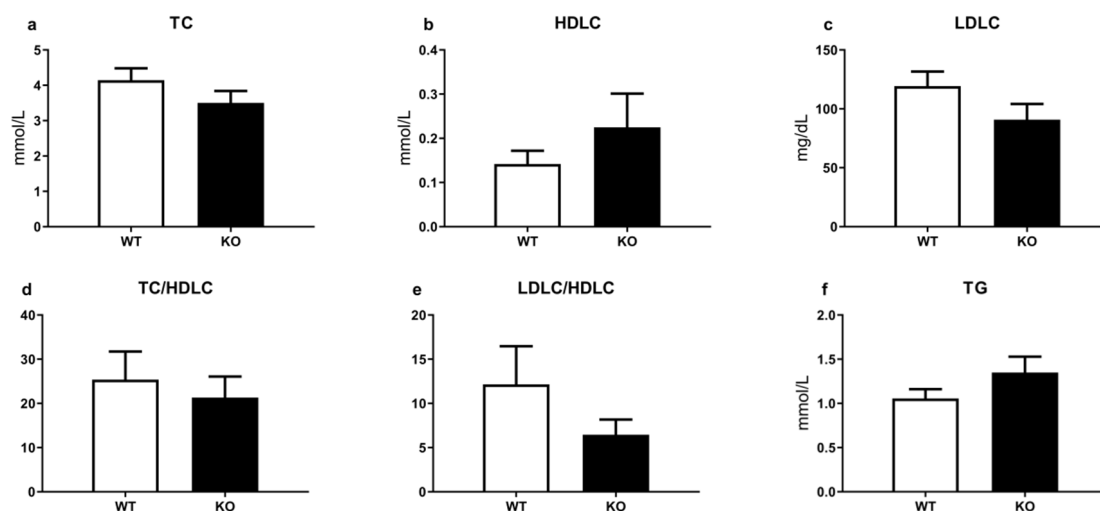 a TC
5
4
3
2
1
0
mmol/L
WT KO
b HDLC
0.4
0.3
0.2
0.1
0.0
mmol/L
WT KO
c LDLC
150
100
50
0
mg/dL
WT KO
d TC/HDLC
40
30
20
10
0
WT KO
e LDLC/HDLC
20
15
10
5
0
WT KO
f TG
2.0
1.5
1.0
0.5
0.0
mmol/L
WT KO